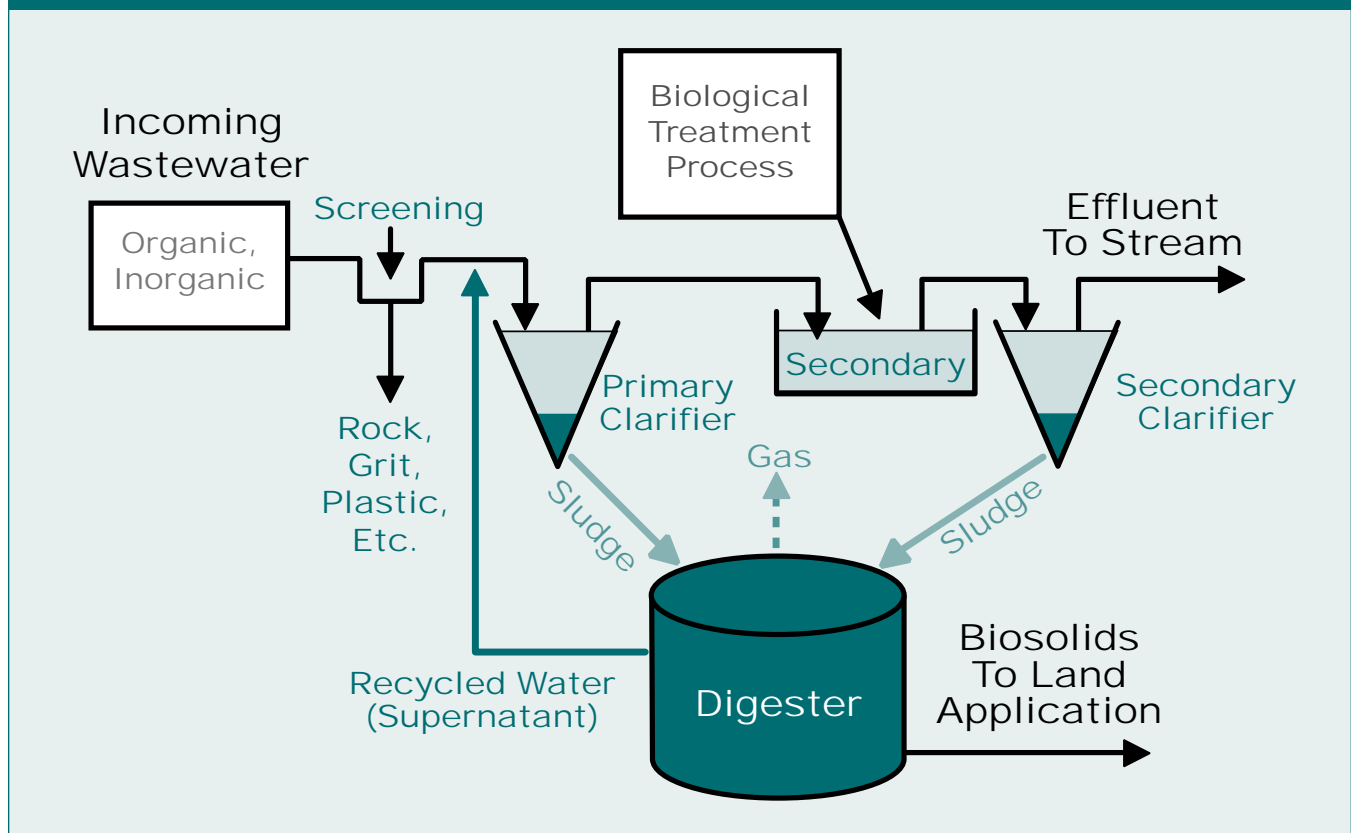 Incoming
Wastewater
Organic,
Inorganic
Screening
Rock,
Grit,
Plastic,
Etc.
Biological
Treatment
Process
Effluent
To Stream
Primary
Clarifier
Secondary
Secondary
Clarifier
Gas
Sludge
Sludge
Recycled Water
(Supernatant)
Digester
Biosolids
To Land
Application